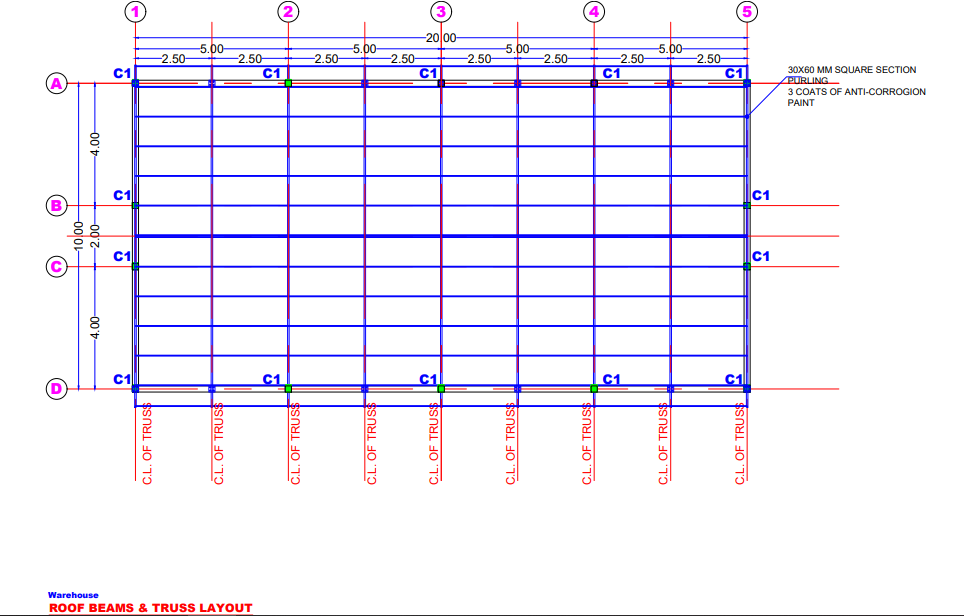 1 2 3 4 5
20.00
5.00 5.00 5.00 5.00
2.50 2.50 2.50 2.50 2.50 2.50 2.50 2.50
C1 C1 C1 C1 C1
A
30X60 MM SQUARE SECTION
PURLING
3 COATS OF ANTI-CORROGION
PAINT
4.00
C1 C1
B
10.00
2.00
C1 C1
C
4.00
C1 C1 C1 C1 C1
D
C.L. OF TRUSS
C.L. OF TRUSS
C.L. OF TRUSS
C.L. OF TRUSS
C.L. OF TRUSS
C.L. OF TRUSS
C.L. OF TRUSS
C.L. OF TRUSS
C.L. OF TRUSS
Warehouse
ROOF BEAMS & TRUSS LAYOUT